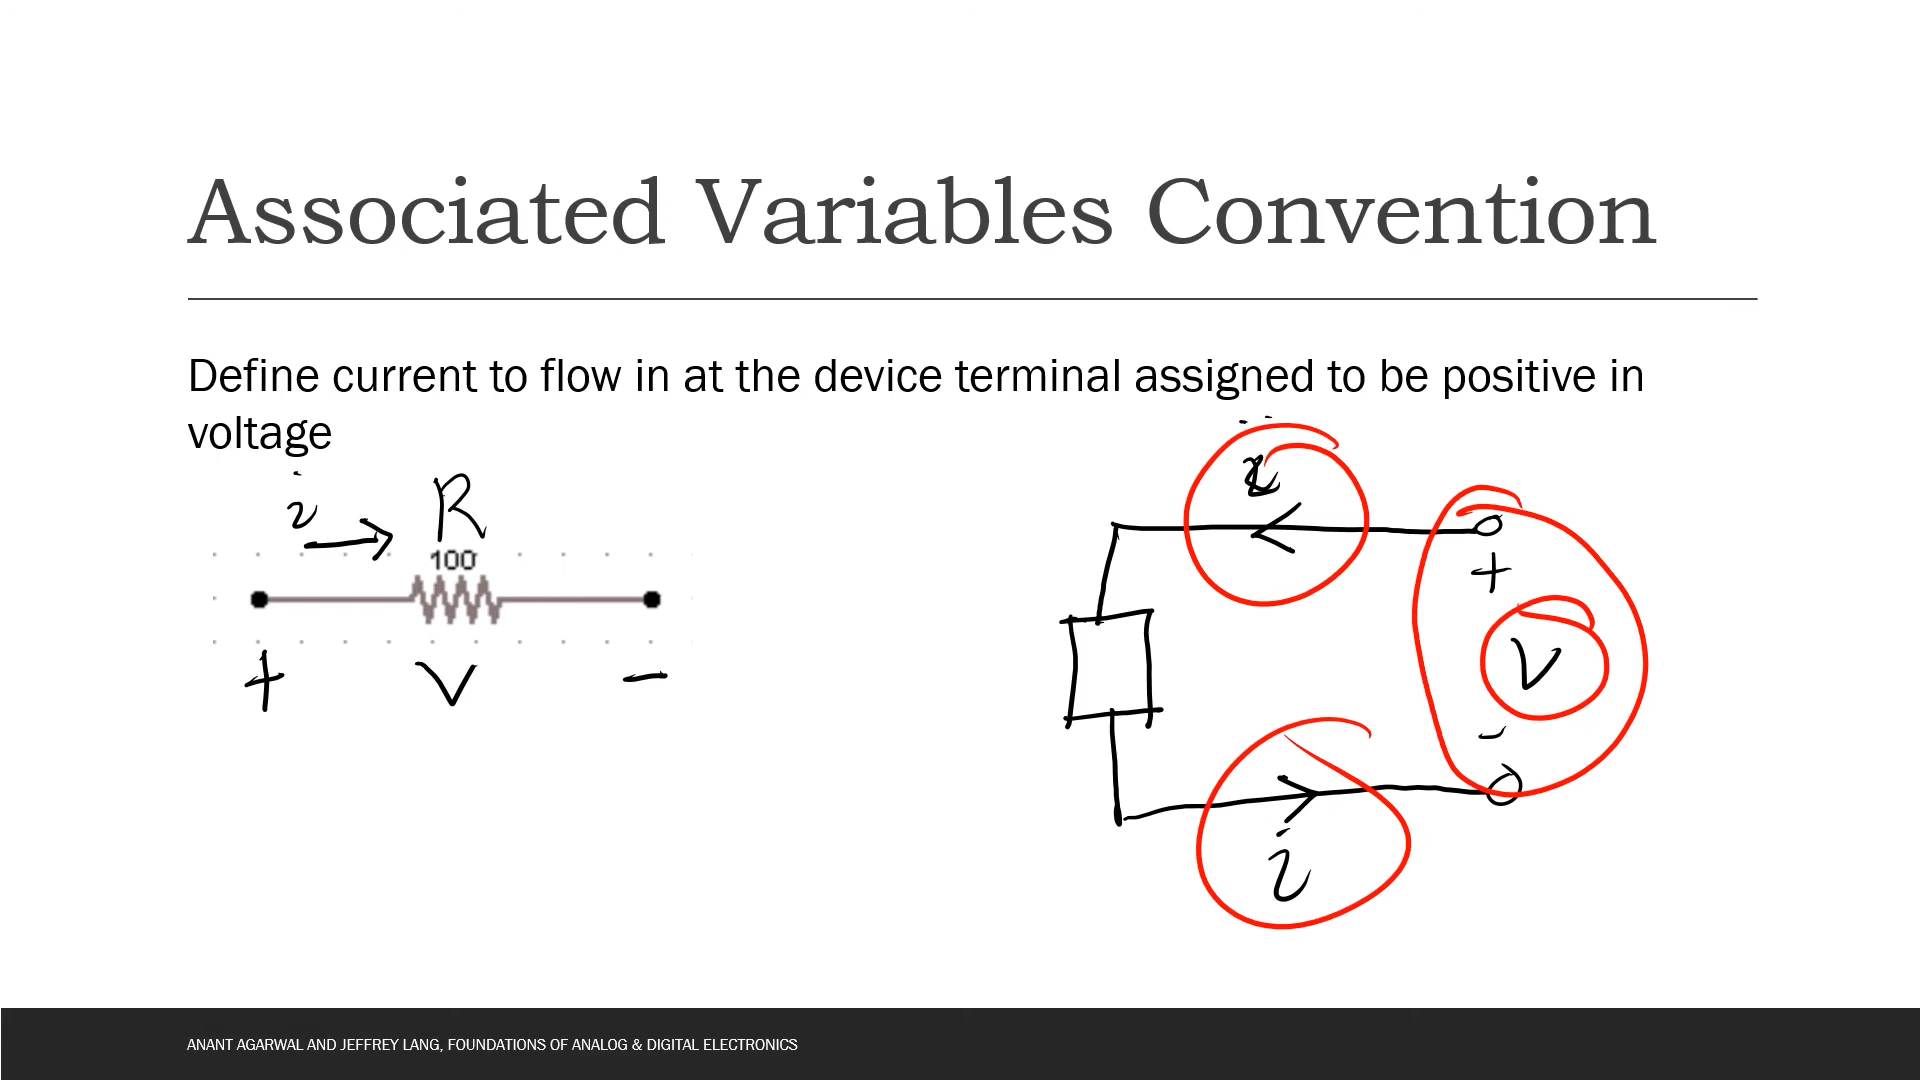 Associated Variables Convention
Define current to flow in at the device terminal assigned to be positive in
voltage
i R
100
+ V -
i
+
V
-
i
ANANT AGARWAL AND JEFFREY LANG, FOUNDATIONS OF ANALOG & DIGITAL ELECTRONICS